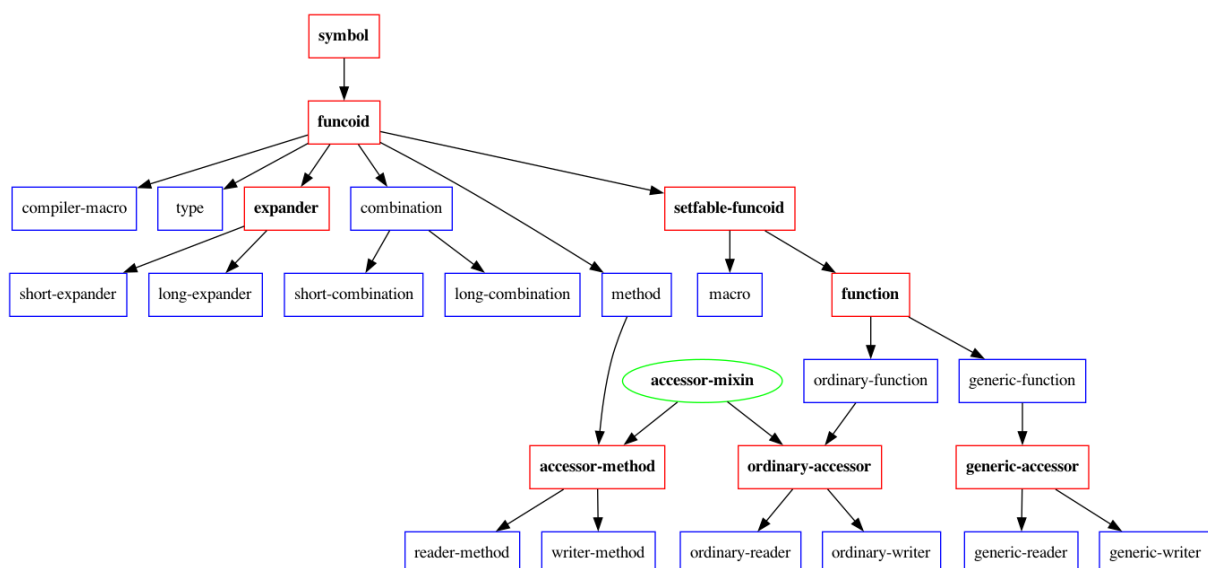 symbol
funcoid
compiler-macro
type
expander
combination
setfable-funcoid
short-expander
long-expander
short-combination
long-combination
method
macro
function
accessor-mixin
ordinary-function
generic-function
accessor-method
ordinary-accessor
generic-accessor
reader-method
writer-method
ordinary-reader
ordinary-writer
generic-reader
generic-writer